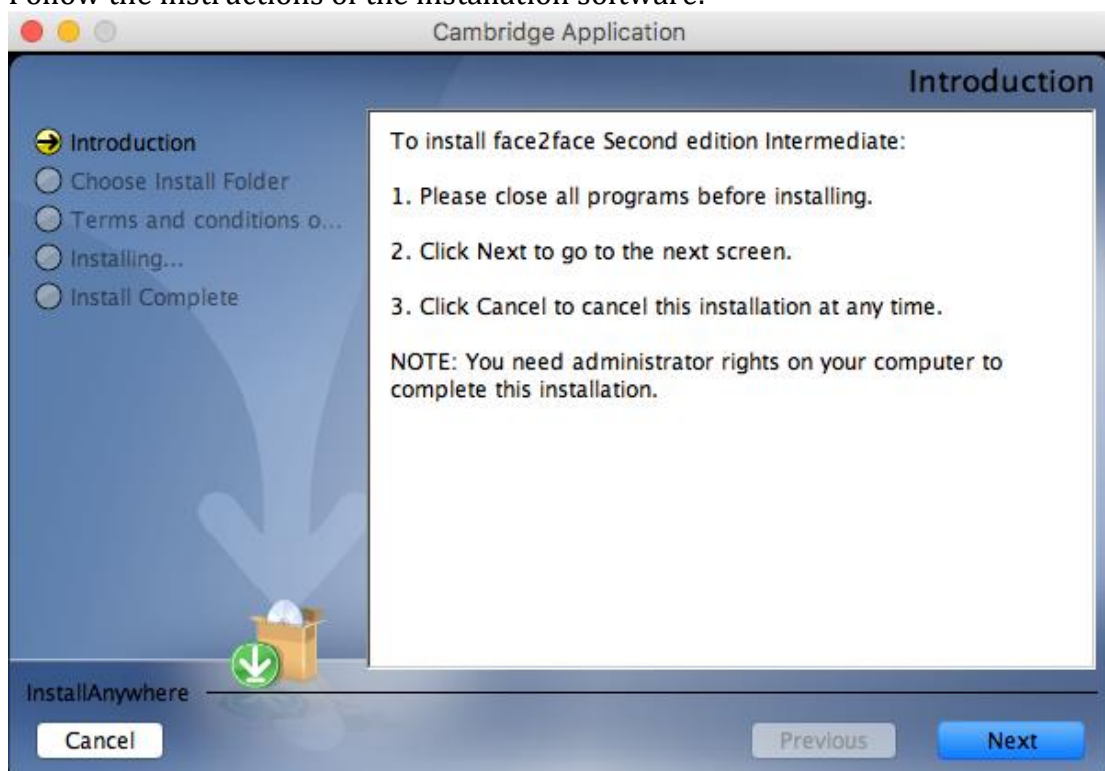 Follow the instructions of the installation software.
Cambridge Application
Introduction
Introduction
Choose Install Folder
Terms and conditions o...
Installing...
Install Complete
To install face2face Second edition Intermediate:
1. Please close all programs before installing.
2. Click Next to go to the next screen.
3. Click Cancel to cancel this installation at any time.
NOTE: You need administrator rights on your computer to
complete this installation.
InstallAnywhere
Cancel
Previous
Next